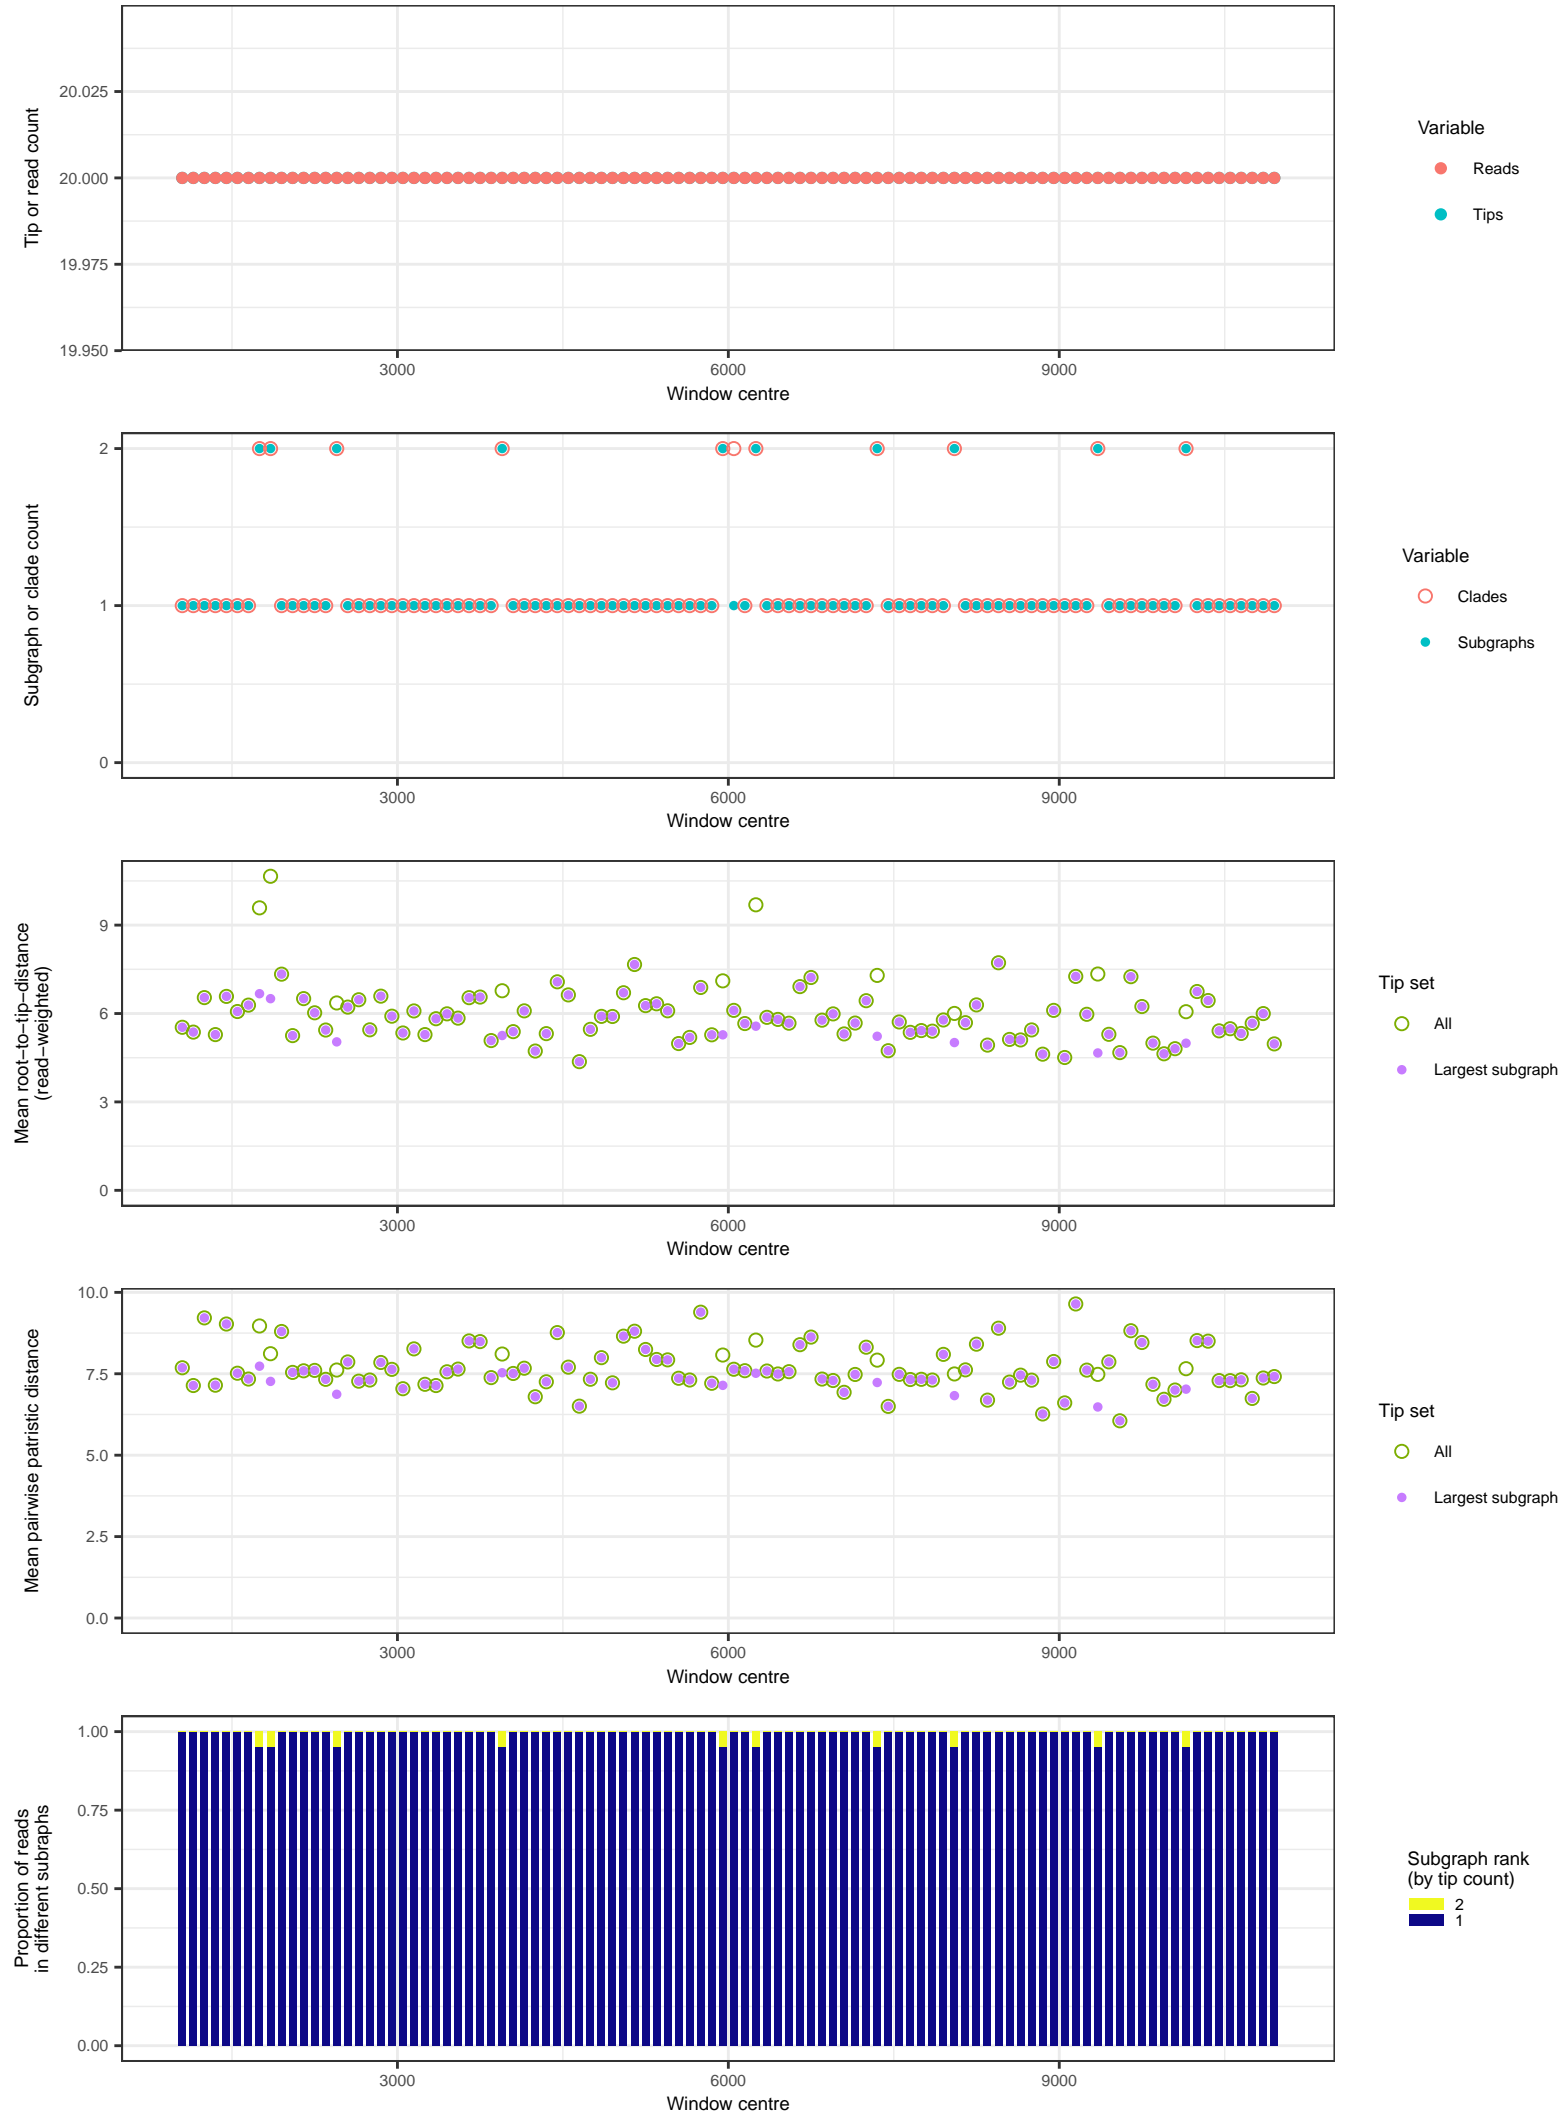 20.025
20.000
19.975
19.950
Tip or read count
3000
6000
9000
Window centre
Variable
Reads
Tips
2
1
0
Subgraph or clade count
3000
6000
9000
Window centre
Variable
Clades
Subgraphs
9
6
3
0
Mean root−to−tip−distance
(read−weighted)
3000
6000
9000
Window centre
Tip set
All
Largest subgraph
10.0
7.5
5.0
2.5
0.0
Mean pairwise patristic distance
3000
6000
9000
Window centre
Tip set
All
Largest subgraph
1.00
0.75
0.50
0.25
0.00
Proportion of reads
in different subraphs
3000
6000
9000
Window centre
Subgraph rank
(by tip count)
2
1